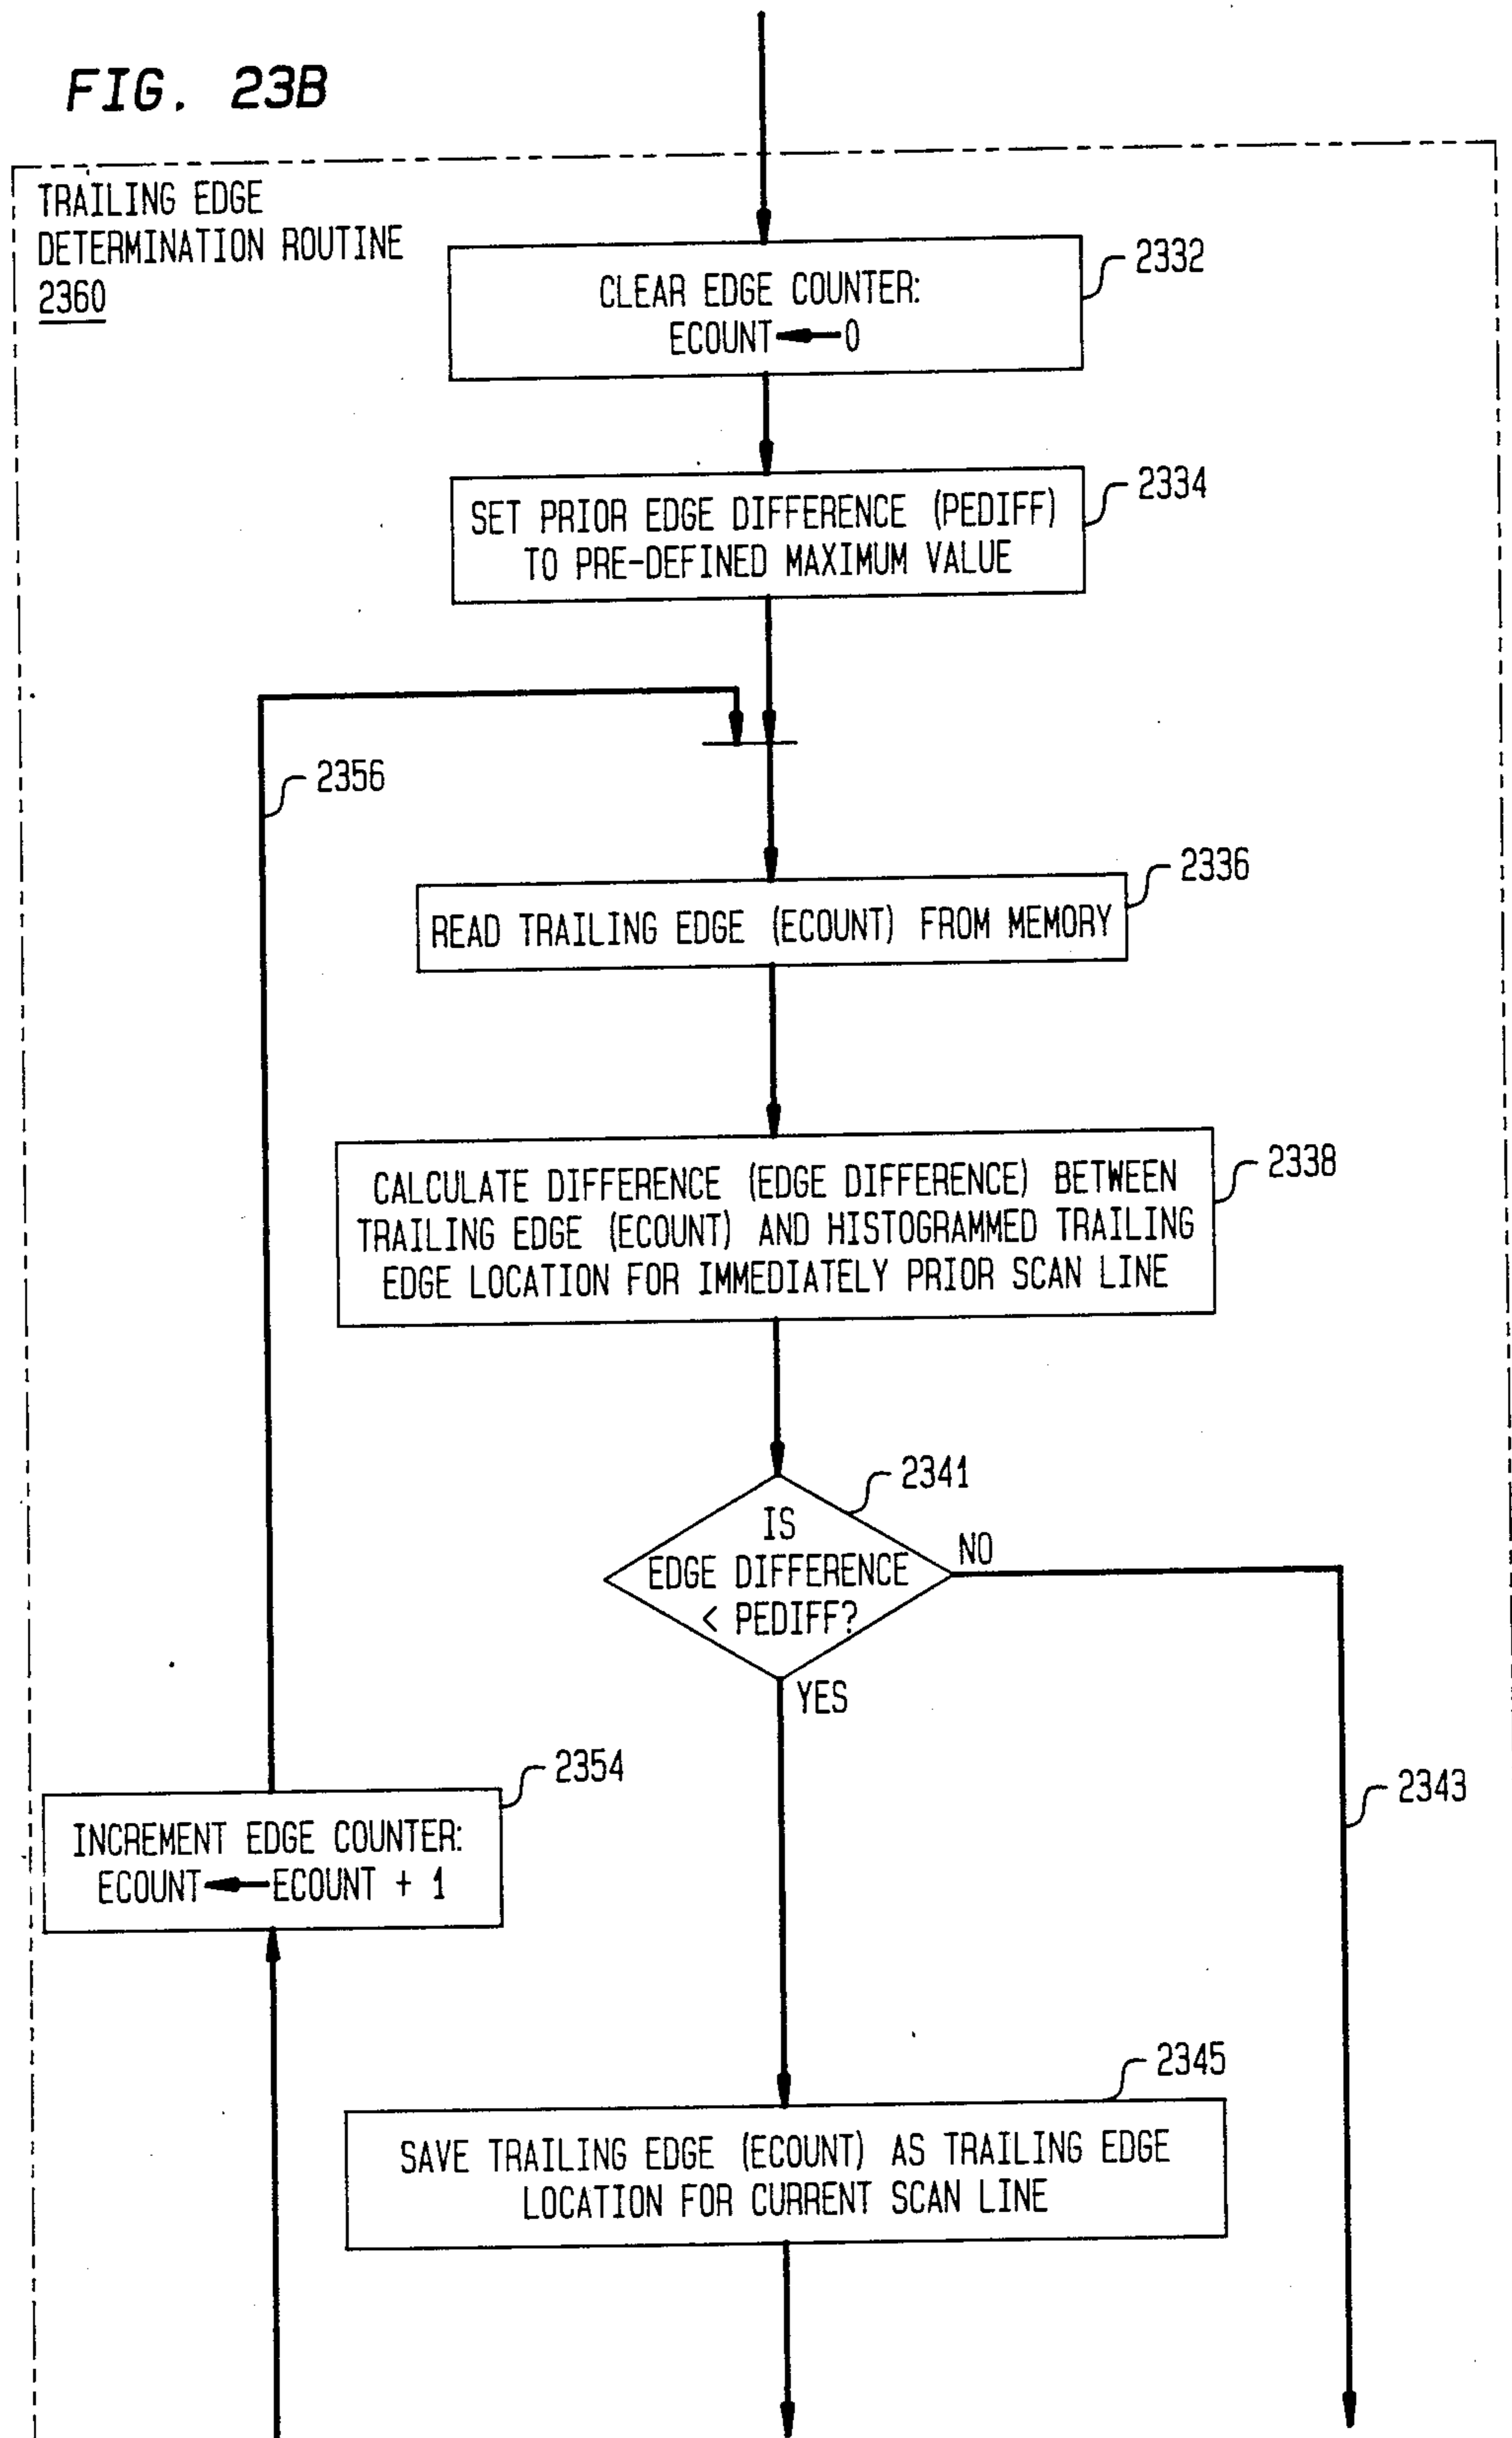 FIG. 23B
TRAILING EDGE
DETERMINATION ROUTINE
2360
CLEAR EDGE COUNTER:
ECOUNT←0
2332
SET PRIOR EDGE DIFFERENCE (PEDIFF)
TO PRE-DEFINED MAXIMUM VALUE
2334
2356
READ TRAILING EDGE (ECOUNT) FROM MEMORY
2336
CALCULATE DIFFERENCE (EDGE DIFFERENCE) BETWEEN
TRAILING EDGE (ECOUNT) AND HISTOGRAMMED TRAILING
EDGE LOCATION FOR IMMEDIATELY PRIOR SCAN LINE
2338
IS
EDGE DIFFERENCE
< PEDIFF?
2341
NO
YES
INCREMENT EDGE COUNTER:
ECOUNT←ECOUNT + 1
2354
2343
SAVE TRAILING EDGE (ECOUNT) AS TRAILING EDGE
LOCATION FOR CURRENT SCAN LINE
2345